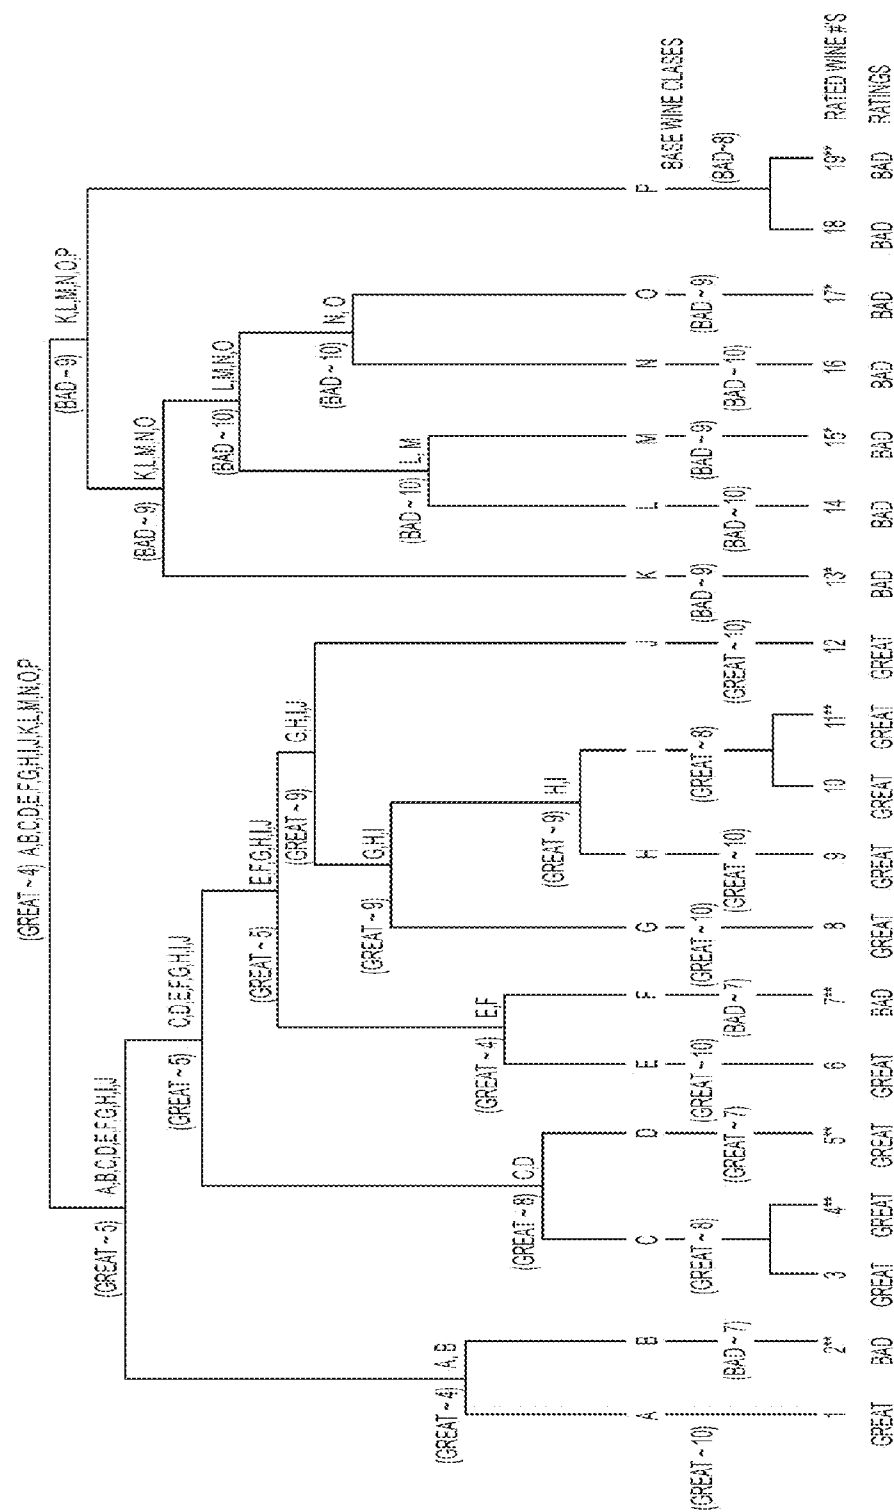 (GREAT ~ 4) A,B,C,D,E,F,G,H,I,J,K,L,M,N,O,P
(BAD ~ 9) K,L,M,N,O,P
(GREAT ~ 5) A,B,C,D,E,F,G,H,I,J
(BAD ~ 9) K,L,M,N,O
(GREAT ~ 5) C,D,E,F,G,H,I,J
(BAD ~ 10) L,M,N,O
(GREAT ~ 5) E,F,G,H,I,J
(GREAT ~ 9) G,H,I,J
(BAD ~ 10) N,O
(GREAT ~ 9) G,H,I
(BAD ~ 10) L,M
(GREAT ~ 4) A,B
(GREAT ~ 4) E,F
(GREAT ~ 8) C,D
(GREAT ~ 9) H,I
A B C D E F G H I J K L M N O P
BASE WINE CLASES
(GREAT ~ 10) (BAD ~ 7) (GREAT ~ 8) (GREAT ~ 7) (GREAT ~ 10) (BAD ~ 7) (GREAT ~ 10) (GREAT ~ 10) (GREAT ~ 8) (GREAT ~ 10) (BAD ~ 9) (BAD ~ 10) (BAD ~ 9) (BAD ~ 10) (BAD ~ 9) (BAD~8)
1 2** 3 4** 5** 6 7** 8 9 10 11** 12 13* 14 15* 16 17* 18 19** RATED WINE #'S
GREAT BAD GREAT GREAT GREAT GREAT BAD GREAT GREAT GREAT GREAT GREAT BAD BAD BAD BAD BAD BAD BAD RATINGS